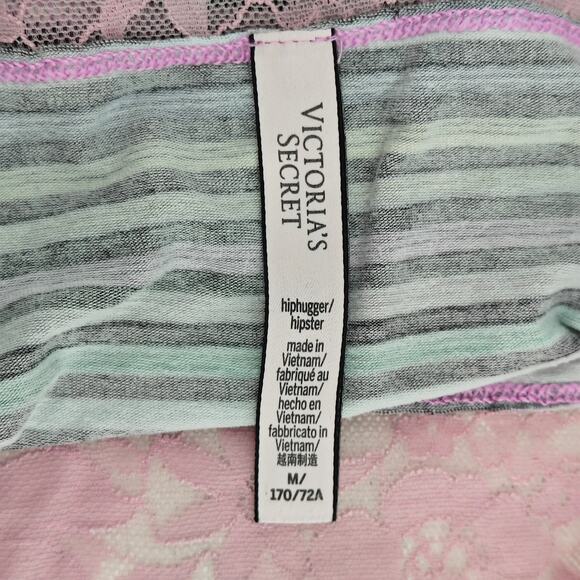 VICTORIA'S
SECRET
hiphugger/
hipster
made in
Vietnam/
fabriqué au
Vietnam/
hecho en
Vietnam/
fabbricato in
Vietnam/
越南制造
M/
170/72A